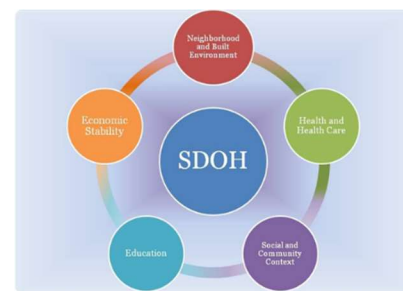 Neighborhood
and Built
Environment
Economic
Stability
Health and
Health Care
SDOH
Education
Social and
Community
Context